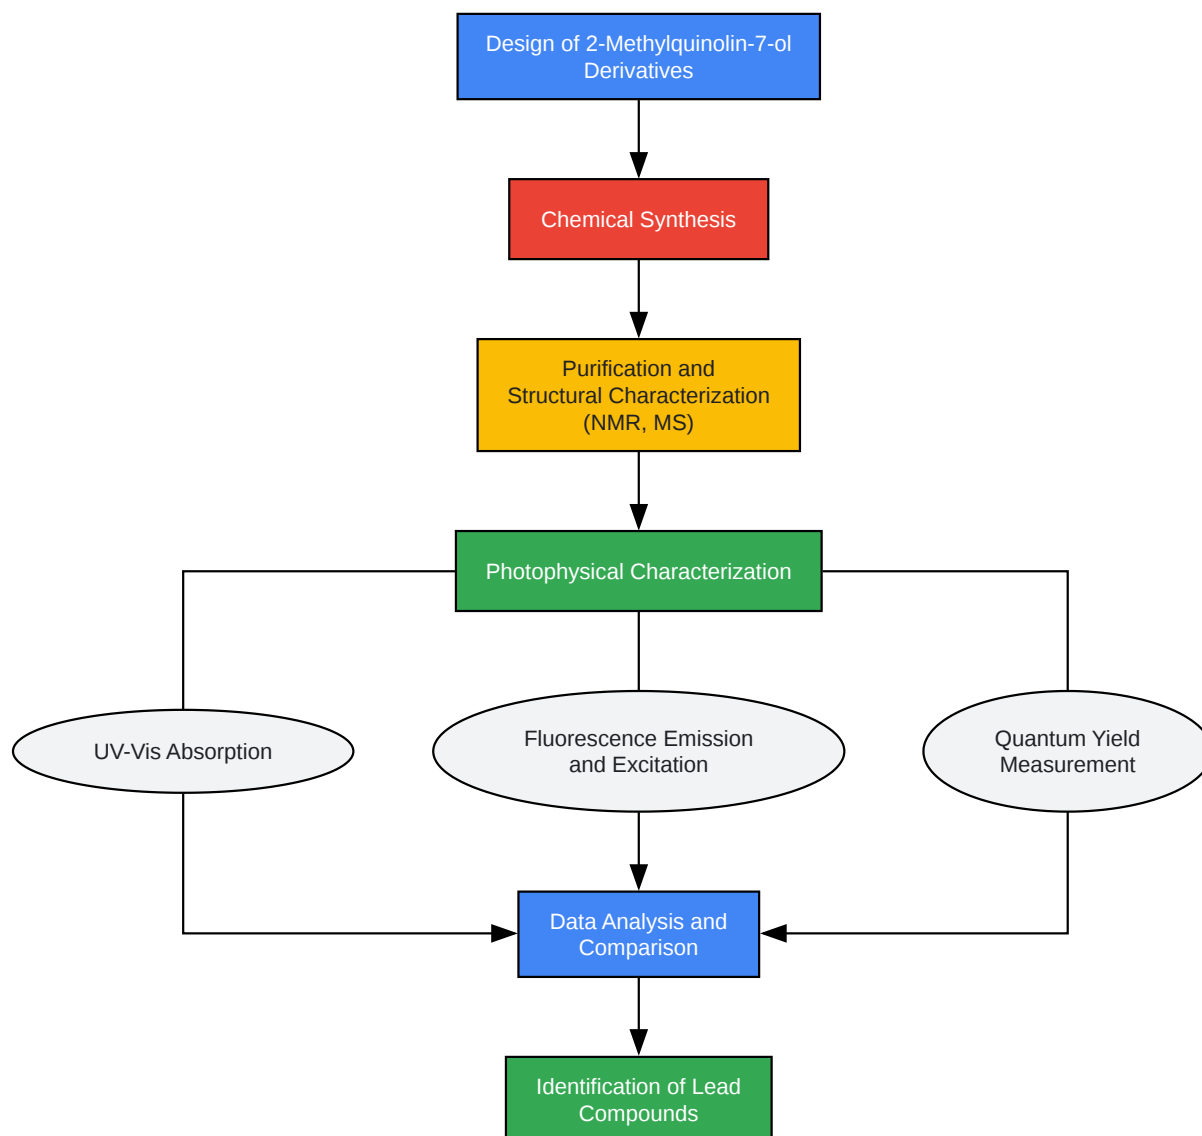 Design of 2-Methylquinolin-7-ol
Derivatives
Chemical Synthesis
Purification and
Structural Characterization
(NMR, MS)
Photophysical Characterization
UV-Vis Absorption
Fluorescence Emission
and Excitation
Quantum Yield
Measurement
Data Analysis and
Comparison
Identification of Lead
Compounds